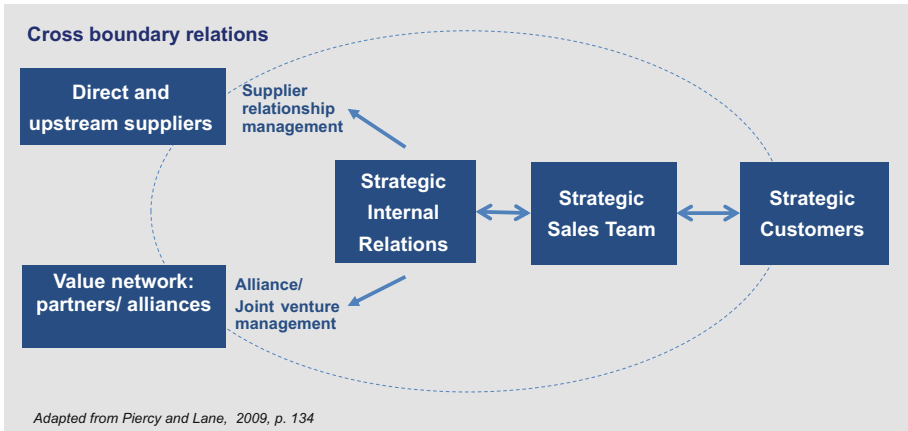 Cross boundary relations
Direct and
upstream suppliers
Supplier
relationship
management
Strategic
Internal
Relations
Strategic
Sales Team
Strategic
Customers
Value network:
partners/ alliances
Alliance/
Joint venture
management
Adapted from Piercy and Lane, 2009, p. 134